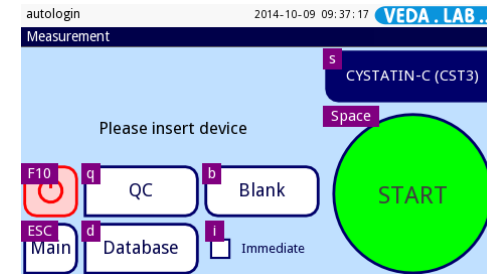 autologin 2014-10-09 09:37:17 VEDA.LAB..
Measurement
s
CYSTATIN-C (CST3)
Space
Please insert device
F10 q b
QC Blank START
ESC d i
Main Database Immediate